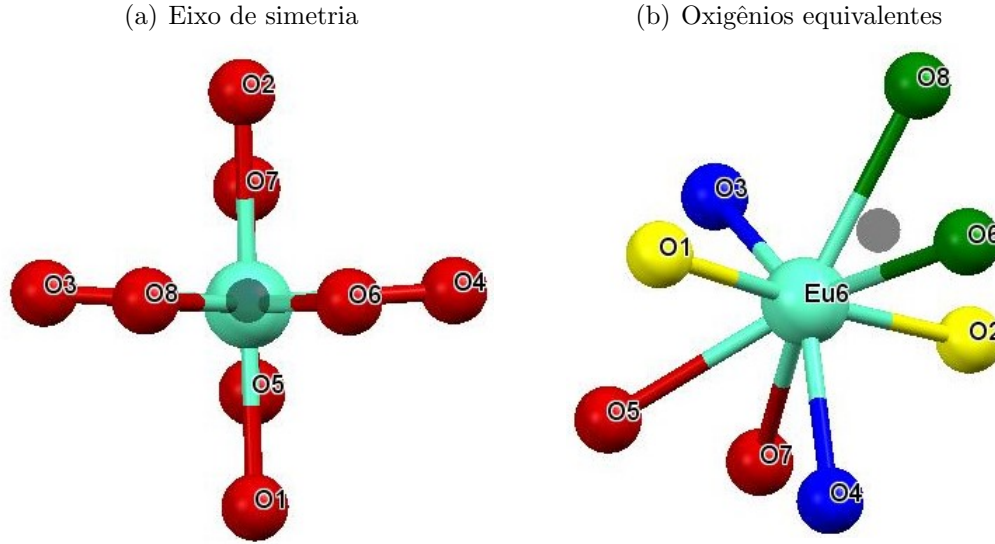 (a) Eixo de simetria
(b) Oxigênios equivalentes
O2
O7
O3
O8
O6
O4
O5
O1
O8
O3
O1
O6
Eu6
O2
O5
O7
O4